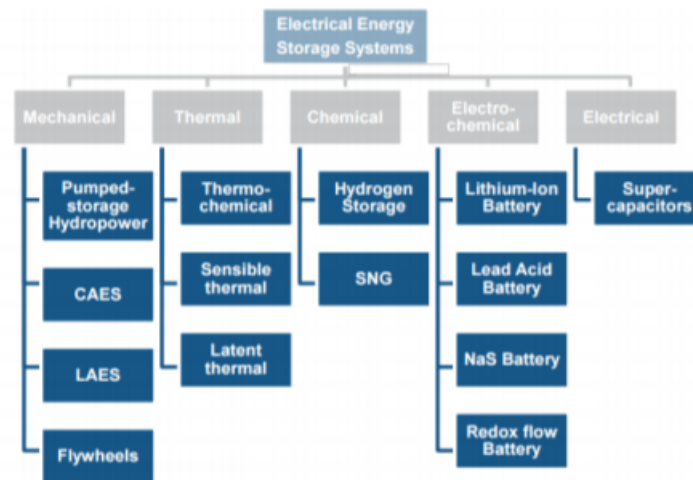 Electrical Energy
Storage Systems
Mechanical
Thermal
Chemical
Electro-
chemical
Electrical
Pumped-
storage
Hydropower
CAES
LAES
Flywheels
Thermo-
chemical
Sensible
thermal
Latent
thermal
Hydrogen
Storage
SNG
Lithium-Ion
Battery
Lead Acid
Battery
NaS Battery
Redox flow
Battery
Super-
capacitors